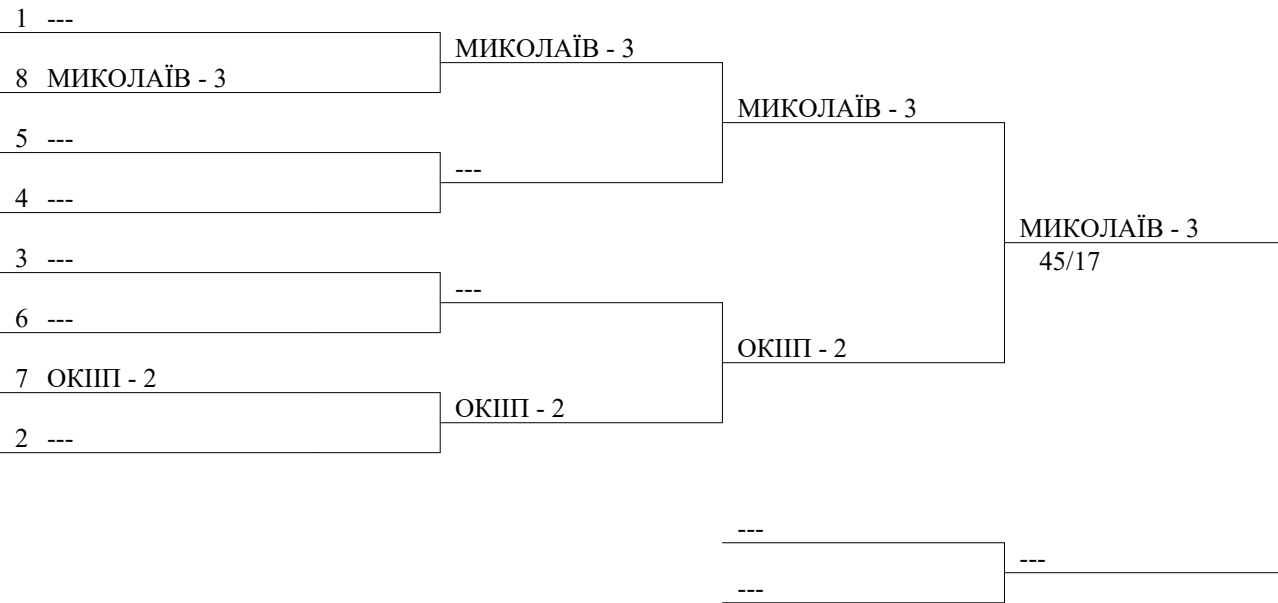 1 ---
МИКОЛАЇВ - 3
8 МИКОЛАЇВ - 3
МИКОЛАЇВ - 3
5 ---
---
4 ---
МИКОЛАЇВ - 3
45/17
3 ---
---
6 ---
ОКІІП - 2
7 ОКІІП - 2
ОКІІП - 2
2 ---
---
---
---